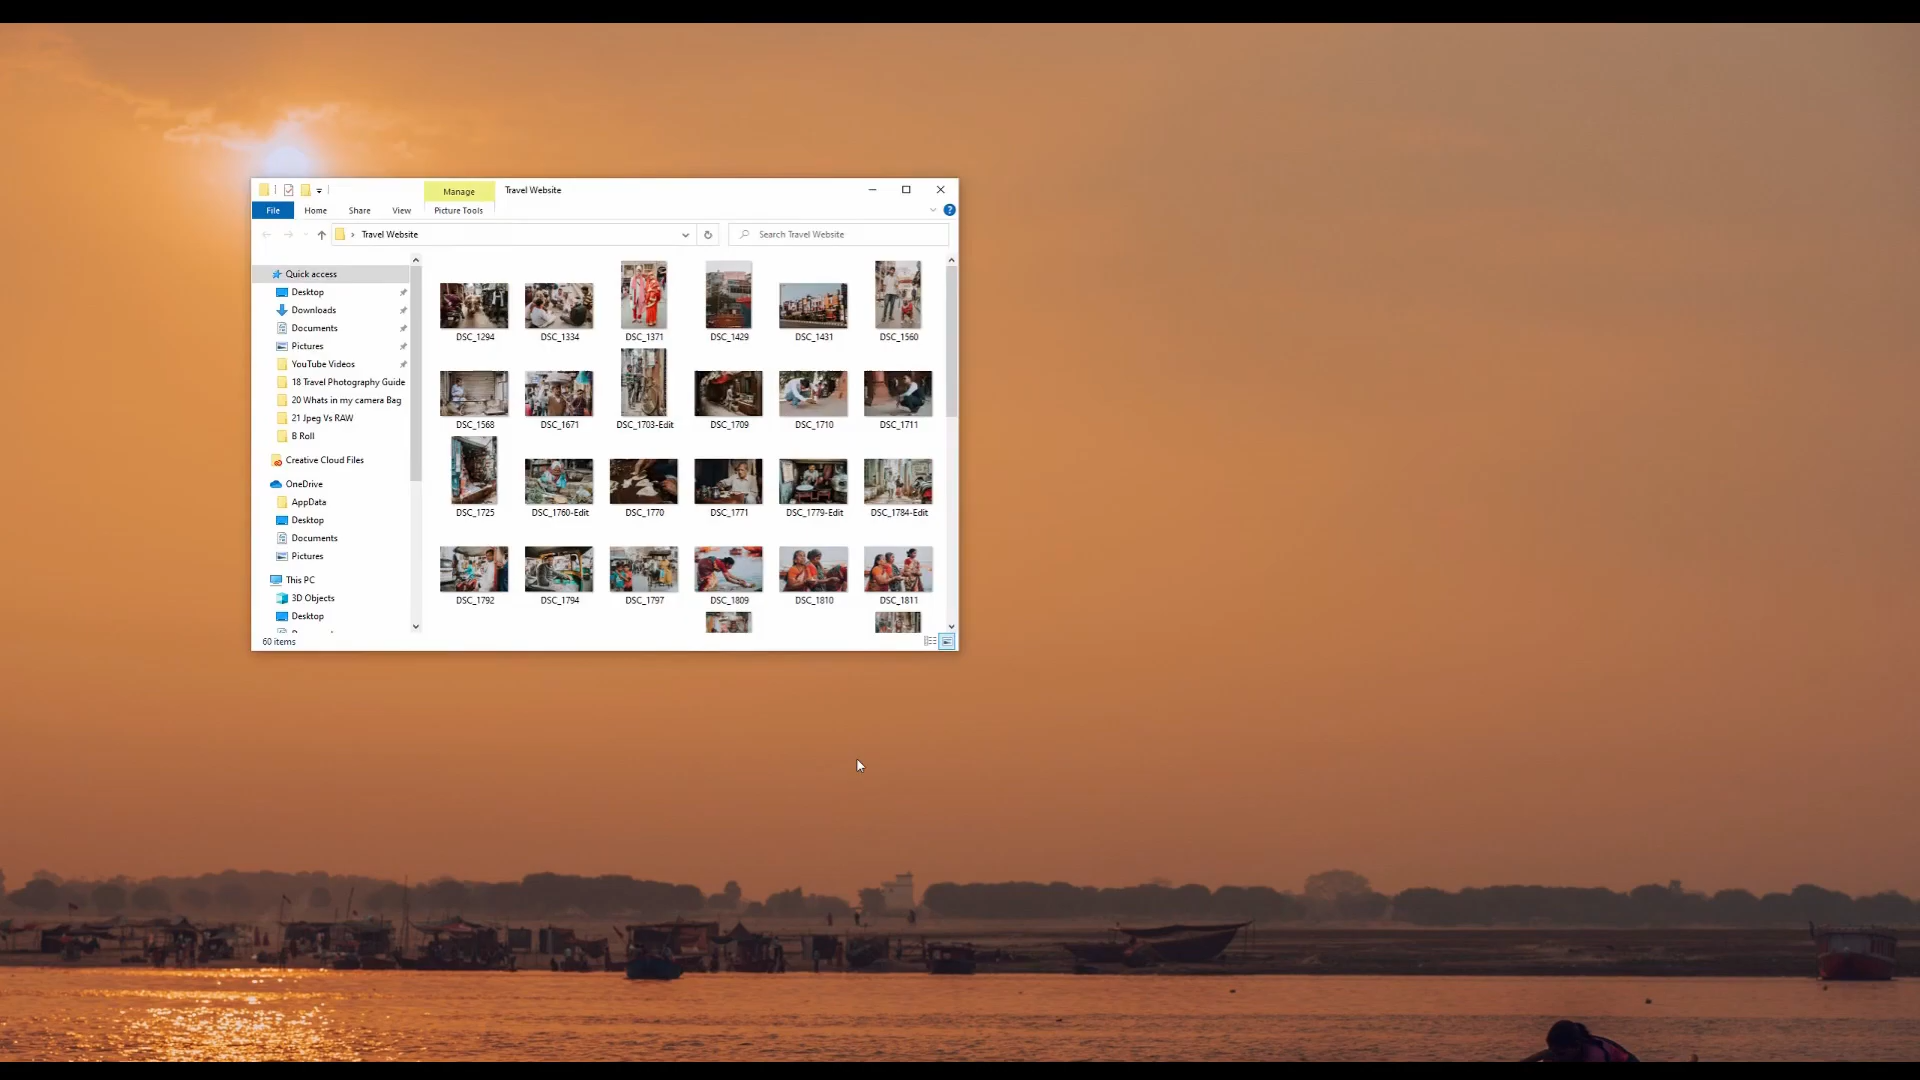 Manage
Travel Website
File
Home
Share
View
Picture Tools
Travel Website
Search Travel Website
Quick access
Desktop
Downloads
Documents
Pictures
YouTube Videos
18 Travel Photography Guide
20 Whats in my camera Bag
21 Jpeg Vs RAW
B Roll
Creative Cloud Files
OneDrive
AppData
Desktop
Documents
Pictures
This PC
3D Objects
Desktop
DSC_1294 DSC_1334 DSC_1371 DSC_1429 DSC_1431 DSC_1560
DSC_1568 DSC_1671 DSC_1703-Edit DSC_1709 DSC_1710 DSC_1711
DSC_1725 DSC_1760-Edit DSC_1770 DSC_1771 DSC_1779-Edit DSC_1784-Edit
DSC_1792 DSC_1794 DSC_1797 DSC_1809 DSC_1810 DSC_1811
60 items